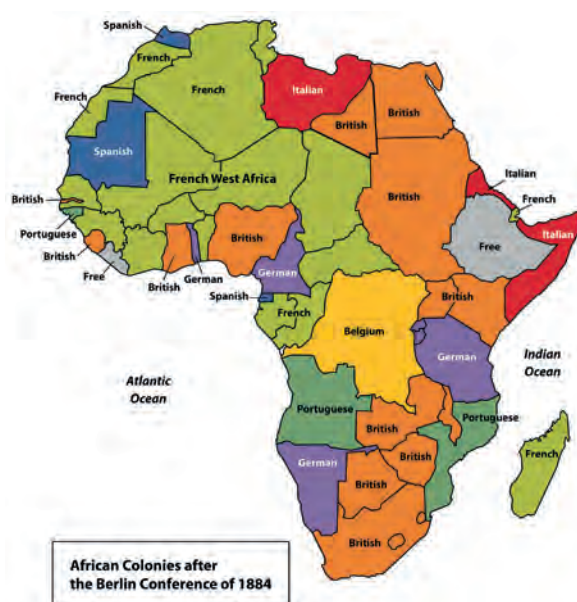 Spanish
French
French
French
Italian
British
British
Spanish
French West Africa
British
Italian
French
British
Portuguese
British
Free
British
German
British
German
Free
Italian
Spanish
French
Belgium
British
German
Indian
Ocean
Atlantic
Ocean
Portuguese
British
Portuguese
British
German
British
French
British
African Colonies after
the Berlin Conference of 1884